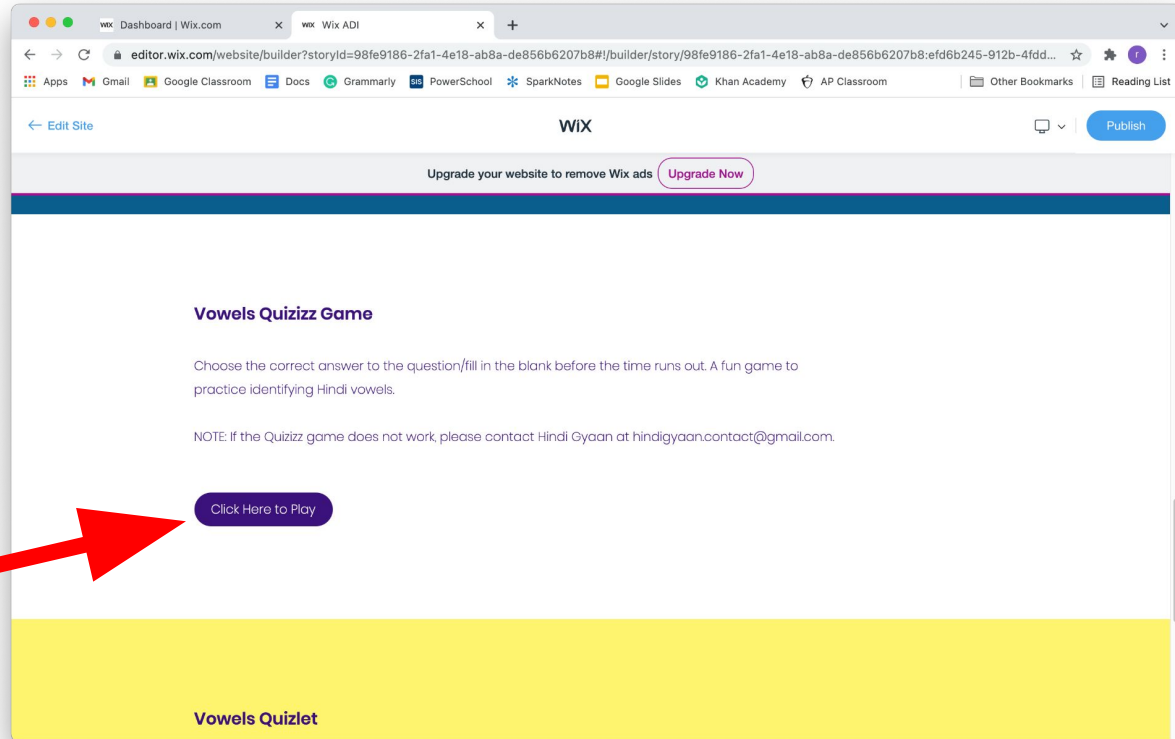 Dashboard | Wix.com
Wix ADI
editor.wix.com/website/builder?storyId=98fe9186-2fa1-4e18-ab8a-de856b6207b8#!/builder/story/98fe9186-2fa1-4e18-ab8a-de856b6207b8:efd6b245-912b-4fdd...
Apps Gmail Google Classroom Docs Grammarly SIS PowerSchool SparkNotes Google Slides Khan Academy AP Classroom Other Bookmarks Reading List
Edit Site WiX Publish
Upgrade your website to remove Wix ads Upgrade Now
Vowels Quizizz Game
Choose the correct answer to the question/fill in the blank before the time runs out. A fun game to
practice identifying Hindi vowels.
NOTE: If the Quizizz game does not work, please contact Hindi Gyaan at hindigyaan.contact@gmail.com.
Click Here to Play
Vowels Quizlet